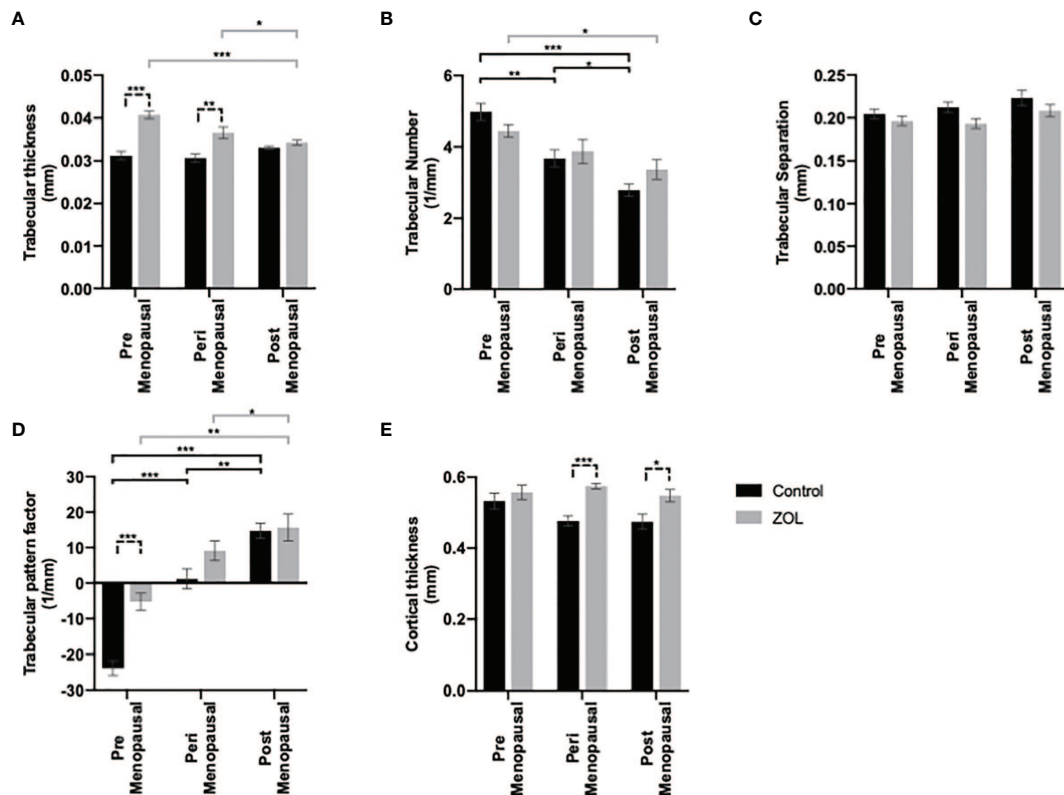 A
Trabecular thickness
(mm)
0.05
0.04
0.03
0.02
0.01
0.00
***
**
***
*
Pre
Menopausal
Peri
Menopausal
Post
Menopausal
B
Trabecular Number
(1/mm)
6
4
2
0
*
***
**
*
Pre
Menopausal
Peri
Menopausal
Post
Menopausal
C
Trabecular Separation
(mm)
0.25
0.20
0.15
0.10
0.05
0.00
Pre
Menopausal
Peri
Menopausal
Post
Menopausal
D
Trabecular pattern factor
(1/mm)
30
20
10
0
-10
-20
-30
*
**
***
***
**
***
Pre
Menopausal
Peri
Menopausal
Post
Menopausal
E
Cortical thickness
(mm)
0.6
0.4
0.2
0.0
***
*
Pre
Menopausal
Peri
Menopausal
Post
Menopausal
Control
ZOL